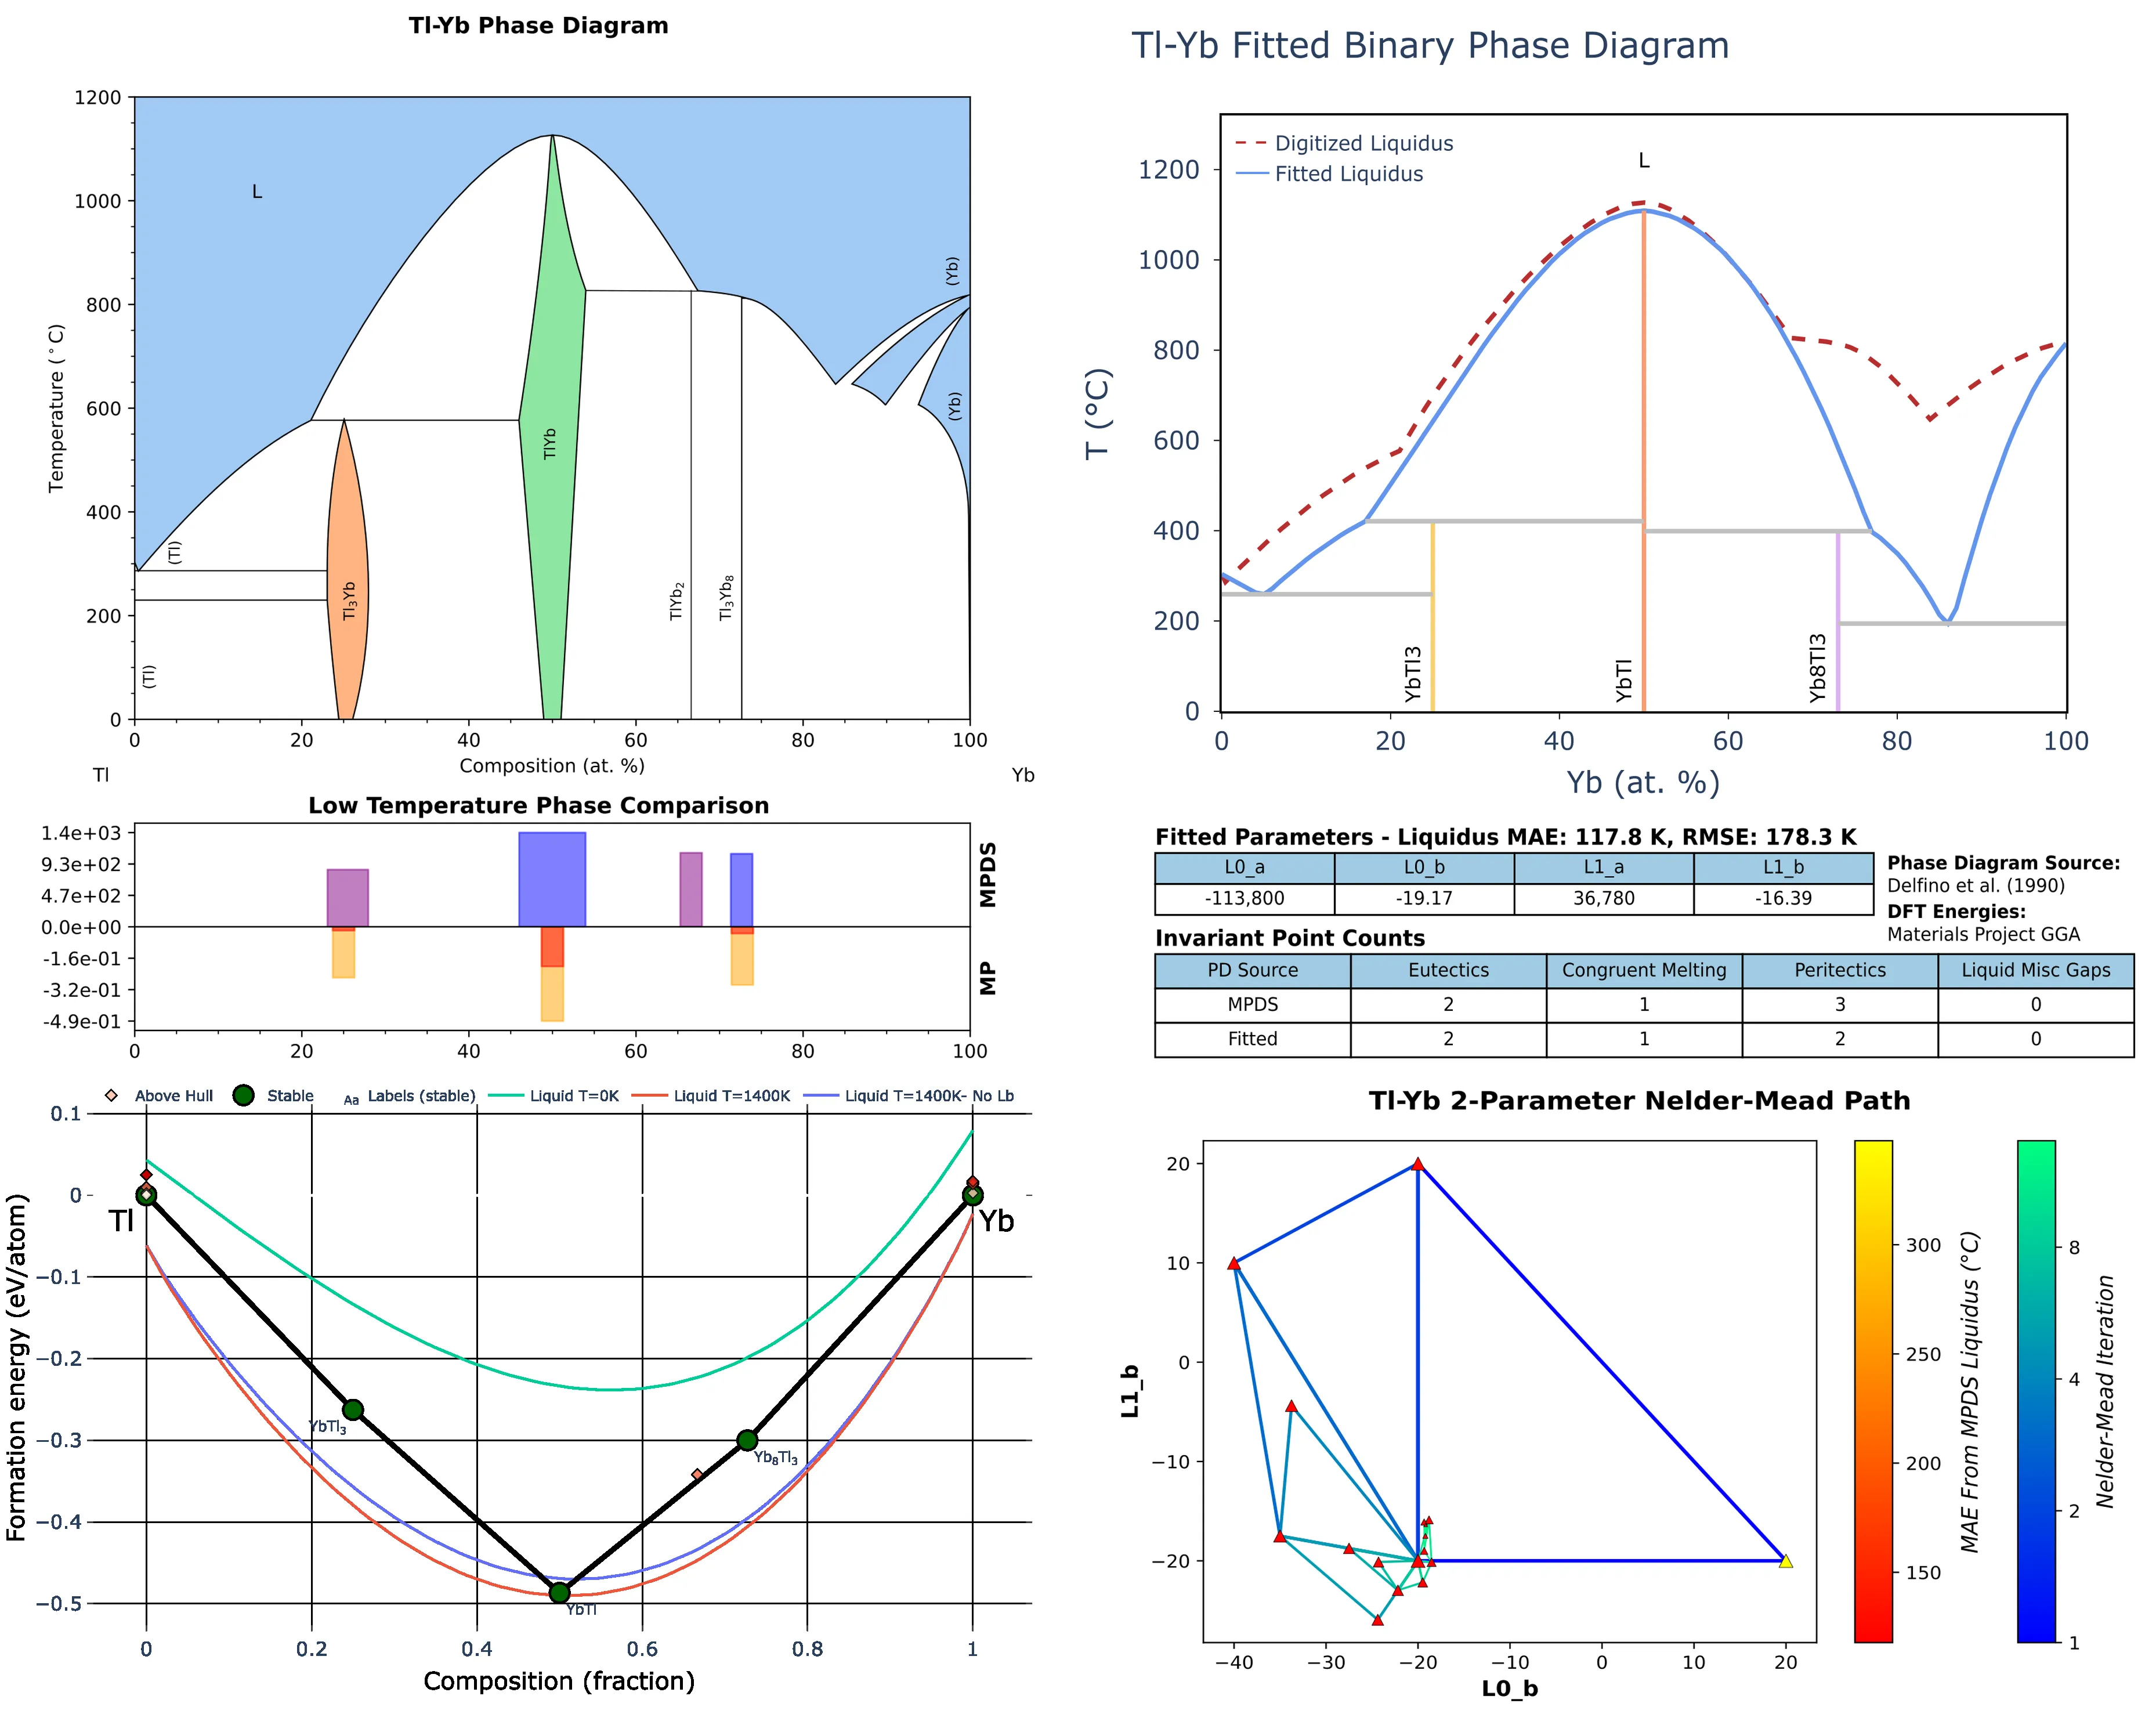 Tl-Yb Phase Diagram
1200
1000
800
600
400
200
0
Temperature (°C)
L
(Tl)
(Tl)
Tl3Yb
TlYb
TlYb2
Tl3Yb8
(Yb)
(Yb)
0 20 40 60 80 100
Composition (at. %)
Tl Yb
Low Temperature Phase Comparison
1.4e+03
9.3e+02
4.7e+02
0.0e+00
-1.6e-01
-3.2e-01
-4.9e-01
MPDS
MP
0 20 40 60 80 100
Above Hull Stable Aa Labels (stable) Liquid T=0K Liquid T=1400K Liquid T=1400K- No Lb
0.1
0
−0.1
−0.2
−0.3
−0.4
−0.5
Formation energy (eV/atom)
Tl
Yb
YbTl3
Yb8Tl3
YbTl
0 0.2 0.4 0.6 0.8 1
Composition (fraction)
Tl-Yb Fitted Binary Phase Diagram
Digitized Liquidus
Fitted Liquidus
L
1200
1000
800
600
400
200
0
T (°C)
YbTl3
YbTl
Yb8Tl3
0 20 40 60 80 100
Yb (at. %)
Fitted Parameters - Liquidus MAE: 117.8 K, RMSE: 178.3 K
L0_a L0_b L1_a L1_b
-113,800 -19.17 36,780 -16.39
Phase Diagram Source:
Delfino et al. (1990)
DFT Energies:
Materials Project GGA
Invariant Point Counts
PD Source Eutectics Congruent Melting Peritectics Liquid Misc Gaps
MPDS 2 1 3 0
Fitted 2 1 2 0
Tl-Yb 2-Parameter Nelder-Mead Path
20
10
0
−10
−20
L1_b
−40 −30 −20 −10 0 10 20
L0_b
300
250
200
150
MAE From MPDS Liquidus (°C)
8
4
2
1
Nelder-Mead Iteration